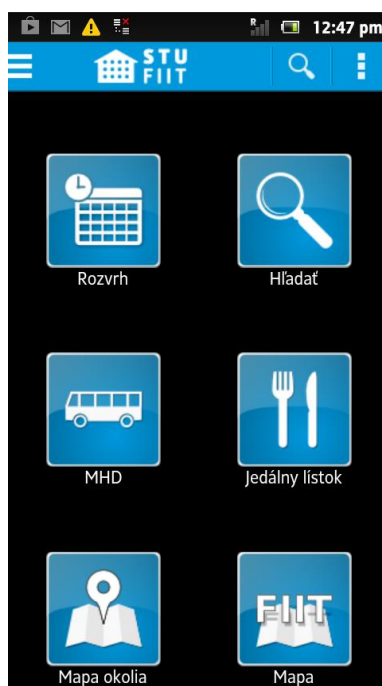 R
12:47 pm
STU
FIIT
Rozvrh
Hľadať
MHD
Jedálny lístok
FIIT
Mapa okolia
Mapa